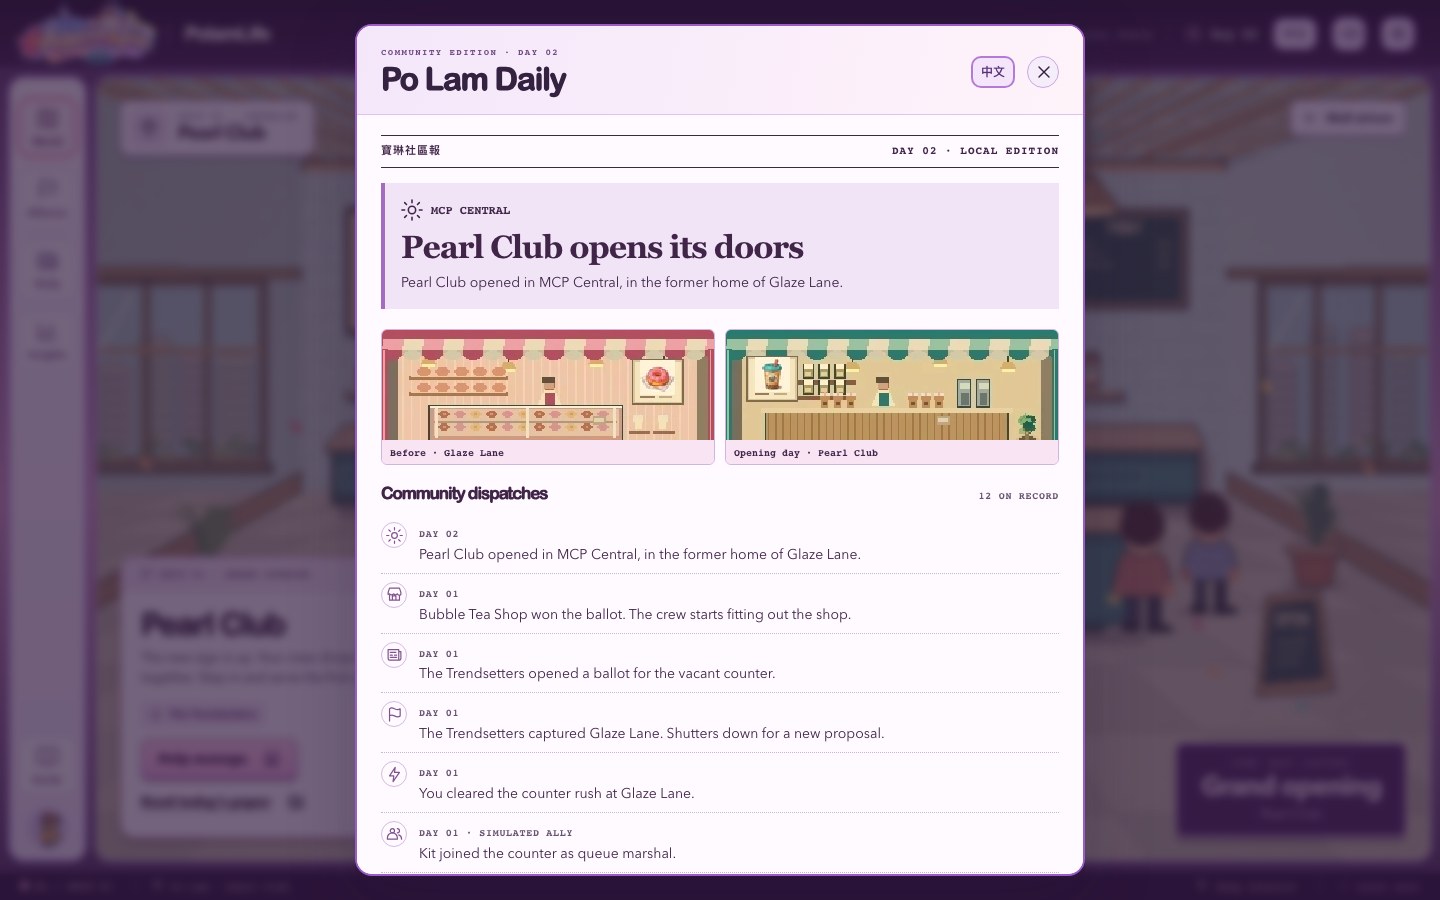 COMMUNITY EDITION · DAY 02
Po Lam Daily
中文
寶琳社區報
DAY 02 · LOCAL EDITION
MCP CENTRAL
Pearl Club opens its doors
Pearl Club opened in MCP Central, in the former home of Glaze Lane.
Before · Glaze Lane
Opening day · Pearl Club
Community dispatches
12 ON RECORD
DAY 02
Pearl Club opened in MCP Central, in the former home of Glaze Lane.
DAY 01
Bubble Tea Shop won the ballot. The crew starts fitting out the shop.
DAY 01
The Trendsetters opened a ballot for the vacant counter.
DAY 01
The Trendsetters captured Glaze Lane. Shutters down for a new proposal.
DAY 01
You cleared the counter rush at Glaze Lane.
DAY 01 · SIMULATED ALLY
Kit joined the counter as queue marshal.
Pearl Club
Pearl Club
Grand opening